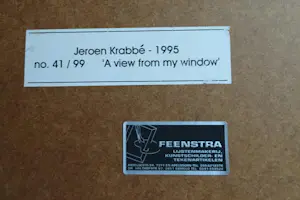 Jeroen Krabbé - 1995
no. 41 / 99 'A view from my window'
FEENSTRA
LIJSTENMAKERIJ,
KUNSTSCHILDER- EN
TEKENARTIKELEN